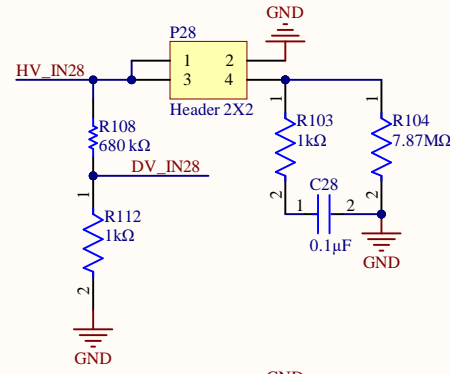 GND
P28
HV_IN28
1 2
3 4
Header 2X2
R108
680 kΩ
DV_IN28
1
R112
1kΩ
2
GND
1
R103
1kΩ
2
1
R104
7.87MΩ
2
C28
1 2
0.1µF
GND